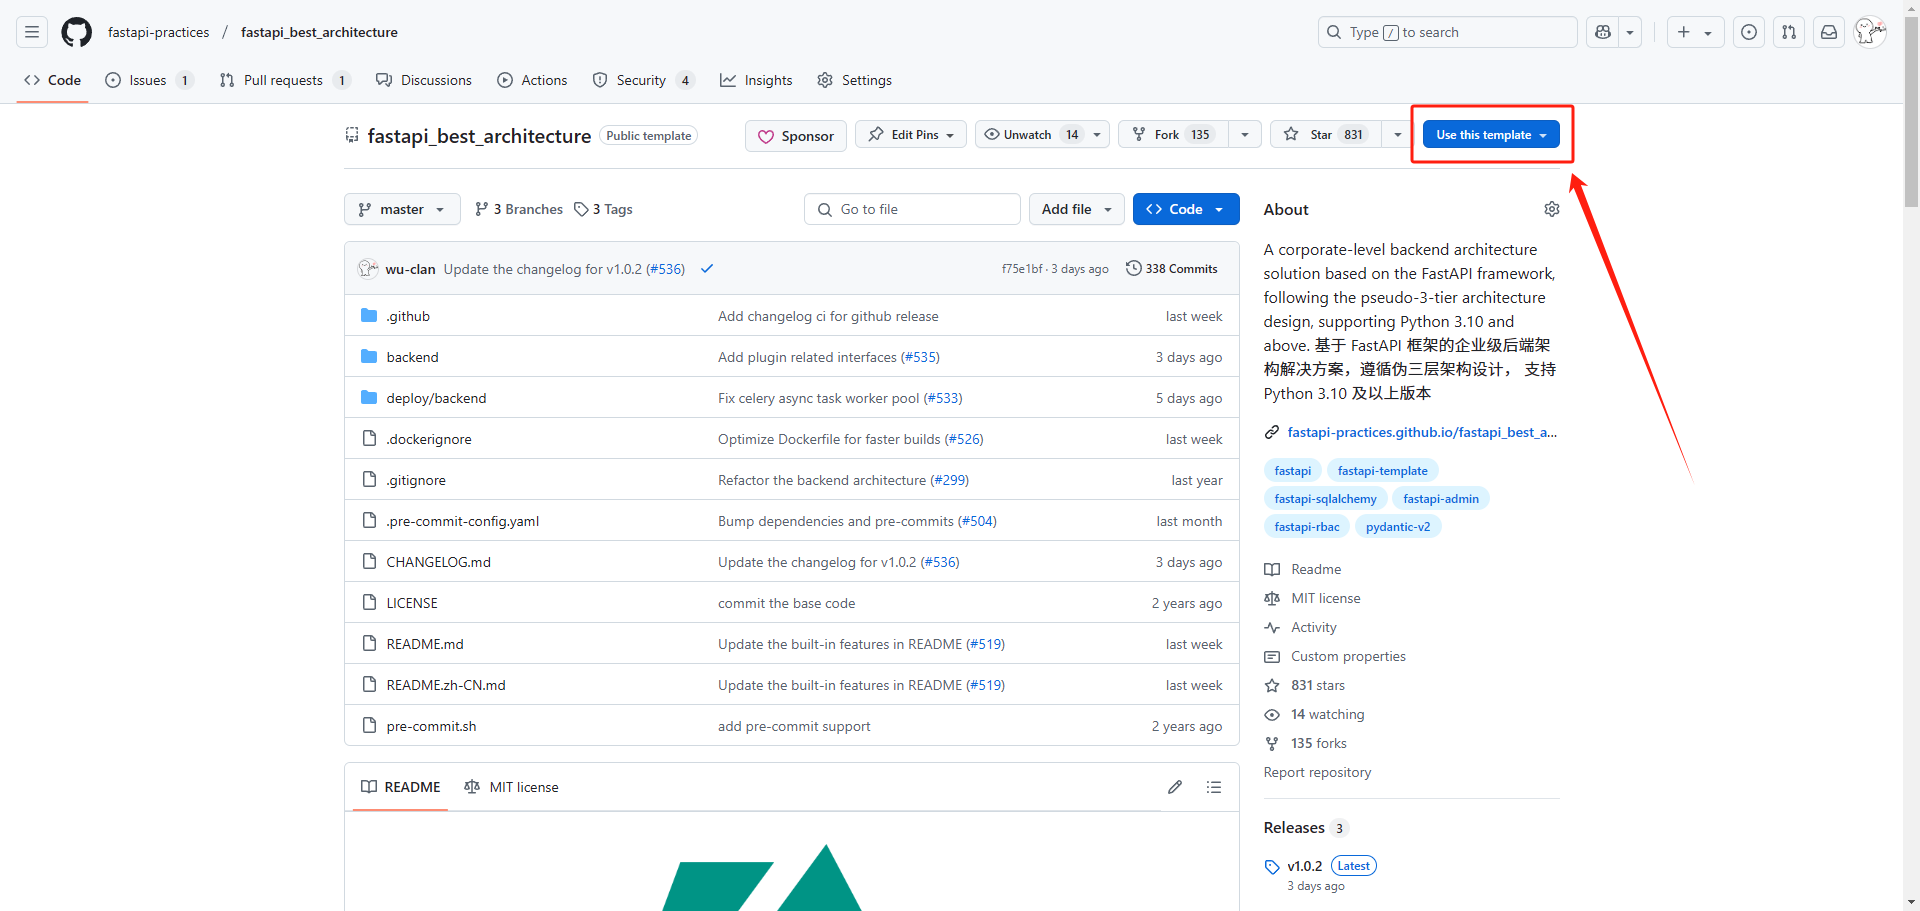 fastapi-practices / fastapi_best_architecture
Type / to search
Code
Issues 1
Pull requests 1
Discussions
Actions
Security 4
Insights
Settings
fastapi_best_architecture Public template
Sponsor
Edit Pins
Unwatch 14
Fork 135
Star 831
Use this template
master
3 Branches
3 Tags
Go to file
Add file
Code
wu-clan Update the changelog for v1.0.2 (#536)
f75e1bf · 3 days ago
338 Commits
.github Add changelog ci for github release last week
backend Add plugin related interfaces (#535) 3 days ago
deploy/backend Fix celery async task worker pool (#533) 5 days ago
.dockerignore Optimize Dockerfile for faster builds (#526) last week
.gitignore Refactor the backend architecture (#299) last year
.pre-commit-config.yaml Bump dependencies and pre-commits (#504) last month
CHANGELOG.md Update the changelog for v1.0.2 (#536) 3 days ago
LICENSE commit the base code 2 years ago
README.md Update the built-in features in README (#519) last week
README.zh-CN.md Update the built-in features in README (#519) last week
pre-commit.sh add pre-commit support 2 years ago
README
MIT license
About
A corporate-level backend architecture
solution based on the FastAPI framework,
following the pseudo-3-tier architecture
design, supporting Python 3.10 and
above. 基于 FastAPI 框架的企业级后端架
构解决方案，遵循伪三层架构设计， 支持
Python 3.10 及以上版本
fastapi-practices.github.io/fastapi_best_a...
fastapi fastapi-template
fastapi-sqlalchemy fastapi-admin
fastapi-rbac pydantic-v2
Readme
MIT license
Activity
Custom properties
831 stars
14 watching
135 forks
Report repository
Releases 3
v1.0.2 Latest
3 days ago